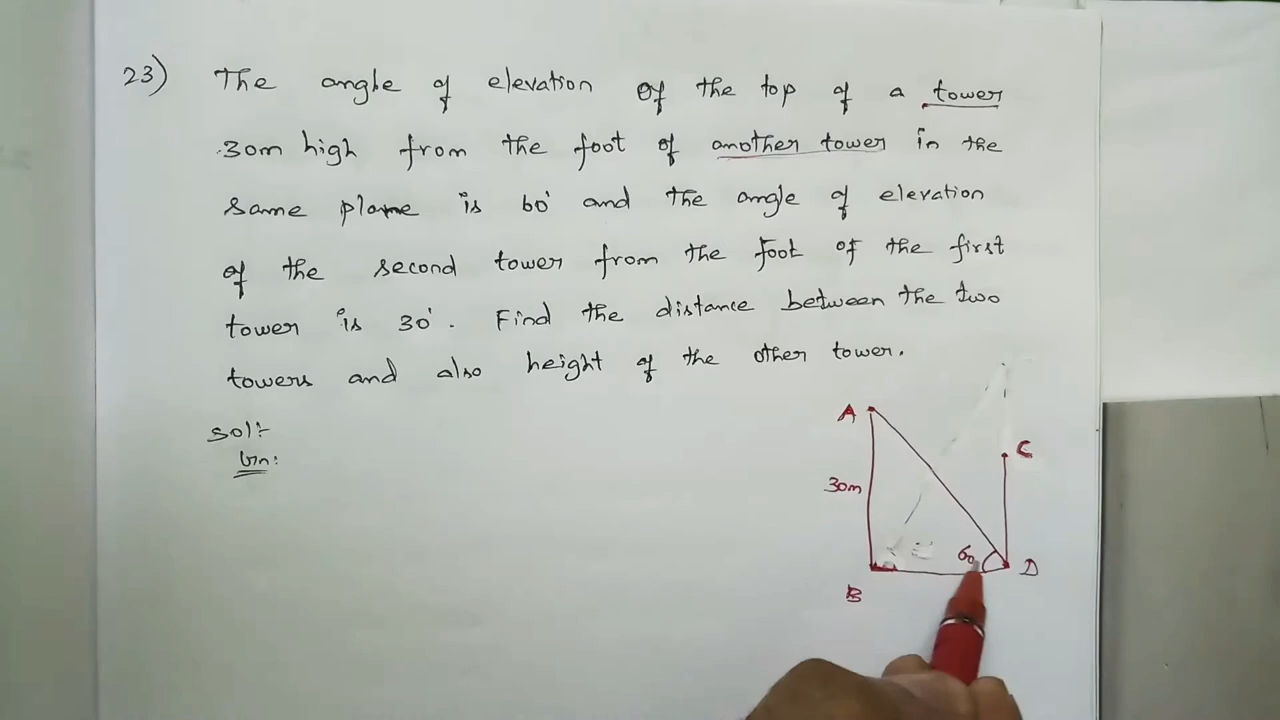 23) The angle of elevation Of the top of a tower
30m high from the foot of another tower in the
same plane is 60° and the angle of elevation
of the second tower from the foot of the first
tower is 30°. Find the distance between the two
towers and also height of the other tower.
Sol:-
Gn:
A
C
30m
60
D
B